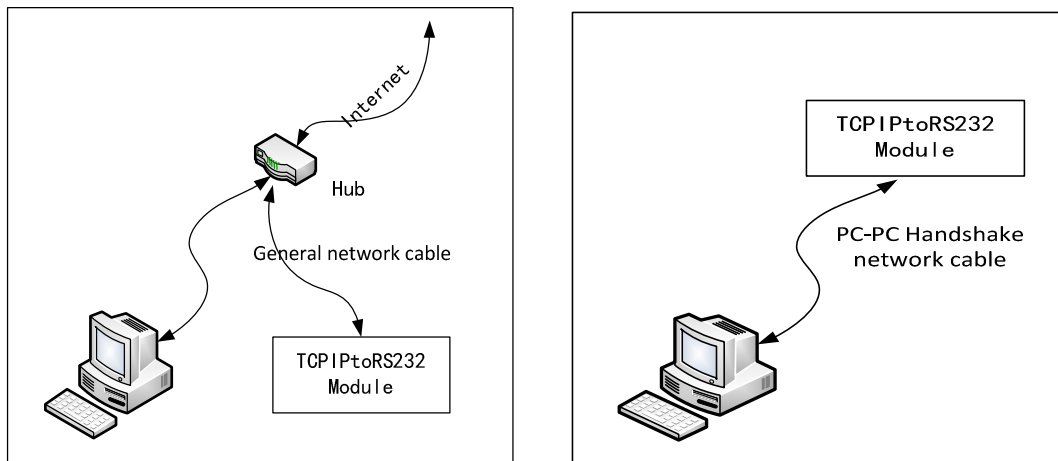 Internet
Hub
General network cable
TCPIPtoRS232
Module
TCPIPtoRS232
Module
PC-PC Handshake
network cable